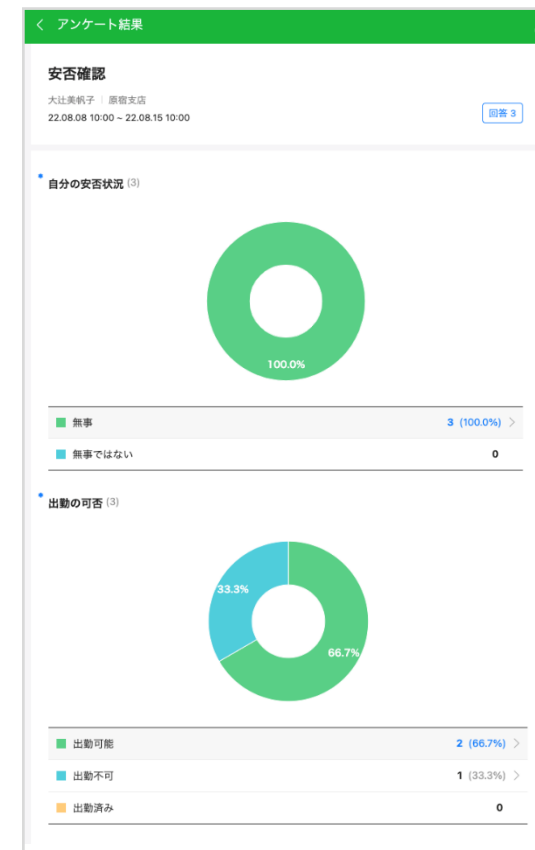 アンケート結果
安否確認
大辻美帆子 | 原宿支店
22.08.08 10:00 ~ 22.08.15 10:00
回答 3
自分の安否状況 (3)
100.0%
無事 3 (100.0%)
無事ではない 0
出勤の可否 (3)
33.3%
66.7%
出勤可能 2 (66.7%)
出勤不可 1 (33.3%)
出勤済み 0